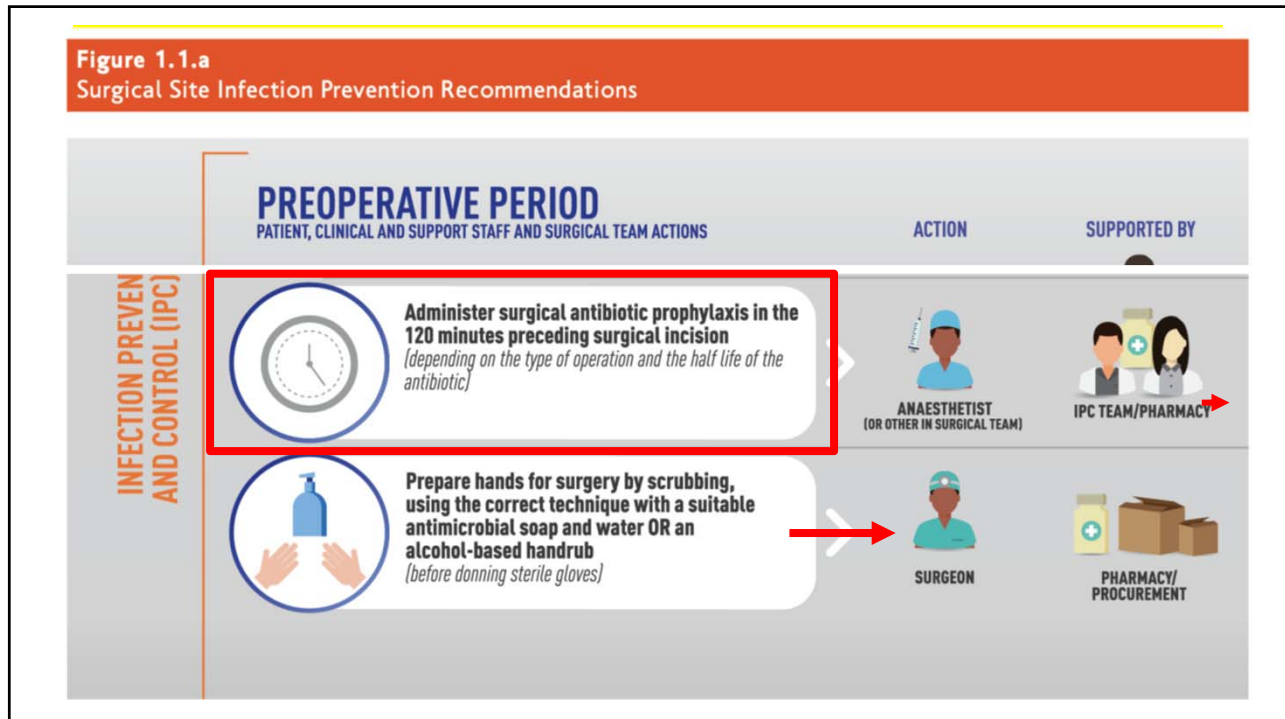 Figure 1.1.a
Surgical Site Infection Prevention Recommendations
PREOPERATIVE PERIOD
PATIENT, CLINICAL AND SUPPORT STAFF AND SURGICAL TEAM ACTIONS
ACTION
SUPPORTED BY
INFECTION PREVEN
AND CONTROL (IPC)
Administer surgical antibiotic prophylaxis in the
120 minutes preceding surgical incision
(depending on the type of operation and the half life of the
antibiotic)
ANAESTHETIST
(OR OTHER IN SURGICAL TEAM)
IPC TEAM/PHARMACY
Prepare hands for surgery by scrubbing,
using the correct technique with a suitable
antimicrobial soap and water OR an
alcohol-based handrub
(before donning sterile gloves)
SURGEON
PHARMACY/
PROCUREMENT